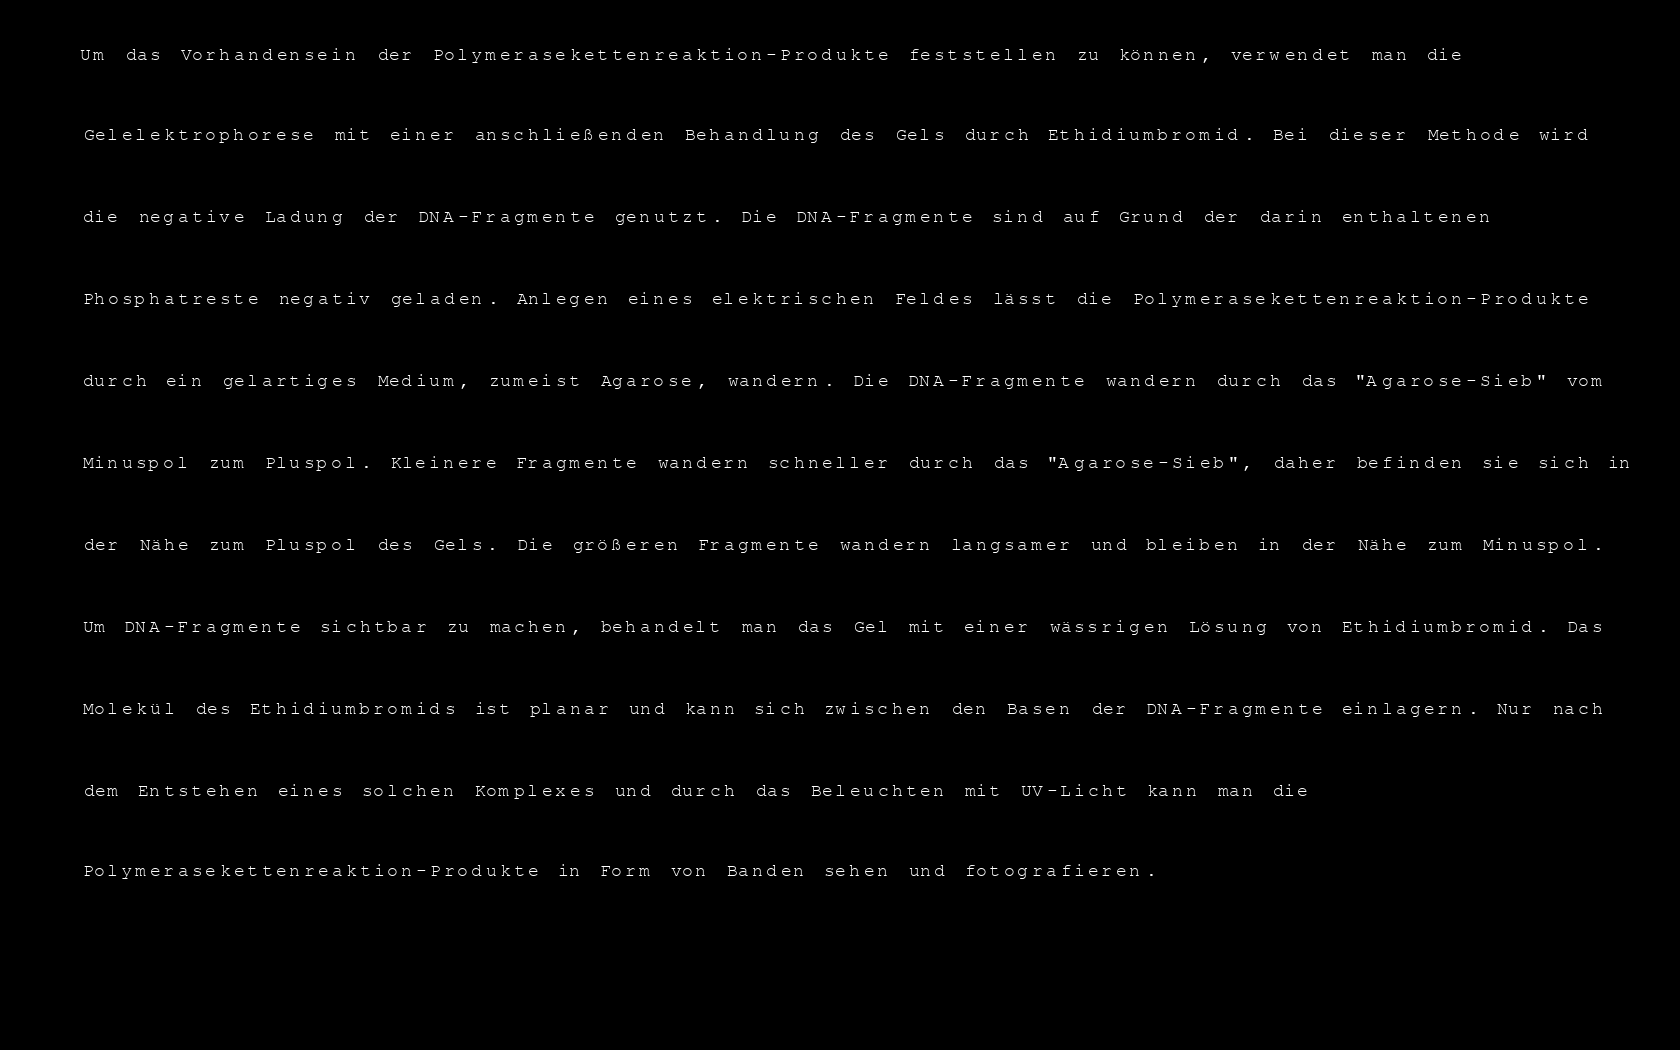 Um das Vorhandensein der Polymerasekettenreaktion-Produkte feststellen zu können, verwendet man die
Gelelektrophorese mit einer anschließenden Behandlung des Gels durch Ethidiumbromid. Bei dieser Methode wird
die negative Ladung der DNA-Fragmente genutzt. Die DNA-Fragmente sind auf Grund der darin enthaltenen
Phosphatreste negativ geladen. Anlegen eines elektrischen Feldes lässt die Polymerasekettenreaktion-Produkte
durch ein gelartiges Medium, zumeist Agarose, wandern. Die DNA-Fragmente wandern durch das "Agarose-Sieb" vom
Minuspol zum Pluspol. Kleinere Fragmente wandern schneller durch das "Agarose-Sieb", daher befinden sie sich in
der Nähe zum Pluspol des Gels. Die größeren Fragmente wandern langsamer und bleiben in der Nähe zum Minuspol.
Um DNA-Fragmente sichtbar zu machen, behandelt man das Gel mit einer wässrigen Lösung von Ethidiumbromid. Das
Molekül des Ethidiumbromids ist planar und kann sich zwischen den Basen der DNA-Fragmente einlagern. Nur nach
dem Entstehen eines solchen Komplexes und durch das Beleuchten mit UV-Licht kann man die
Polymerasekettenreaktion-Produkte in Form von Banden sehen und fotografieren.